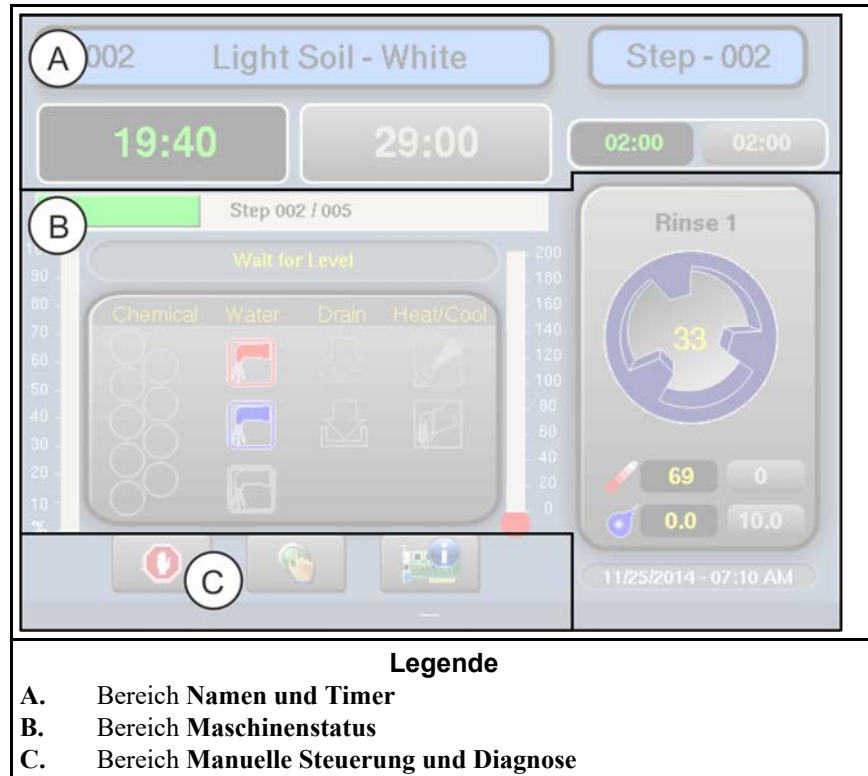 A 002 Light Soil - White Step - 002
19:40 29:00 02:00 02:00
B Step 002 / 005
Wait for Level
Chemical Water Drain Heat/Cool
90
80
70
60
50
40
30
20
10
%
200
180
160
140
120
100
80
60
40
20
0
Rinse 1
33
69 0
0.0 10.0
11/25/2014 - 07:10 AM
C
Legende
A. Bereich Namen und Timer
B. Bereich Maschinenstatus
C. Bereich Manuelle Steuerung und Diagnose